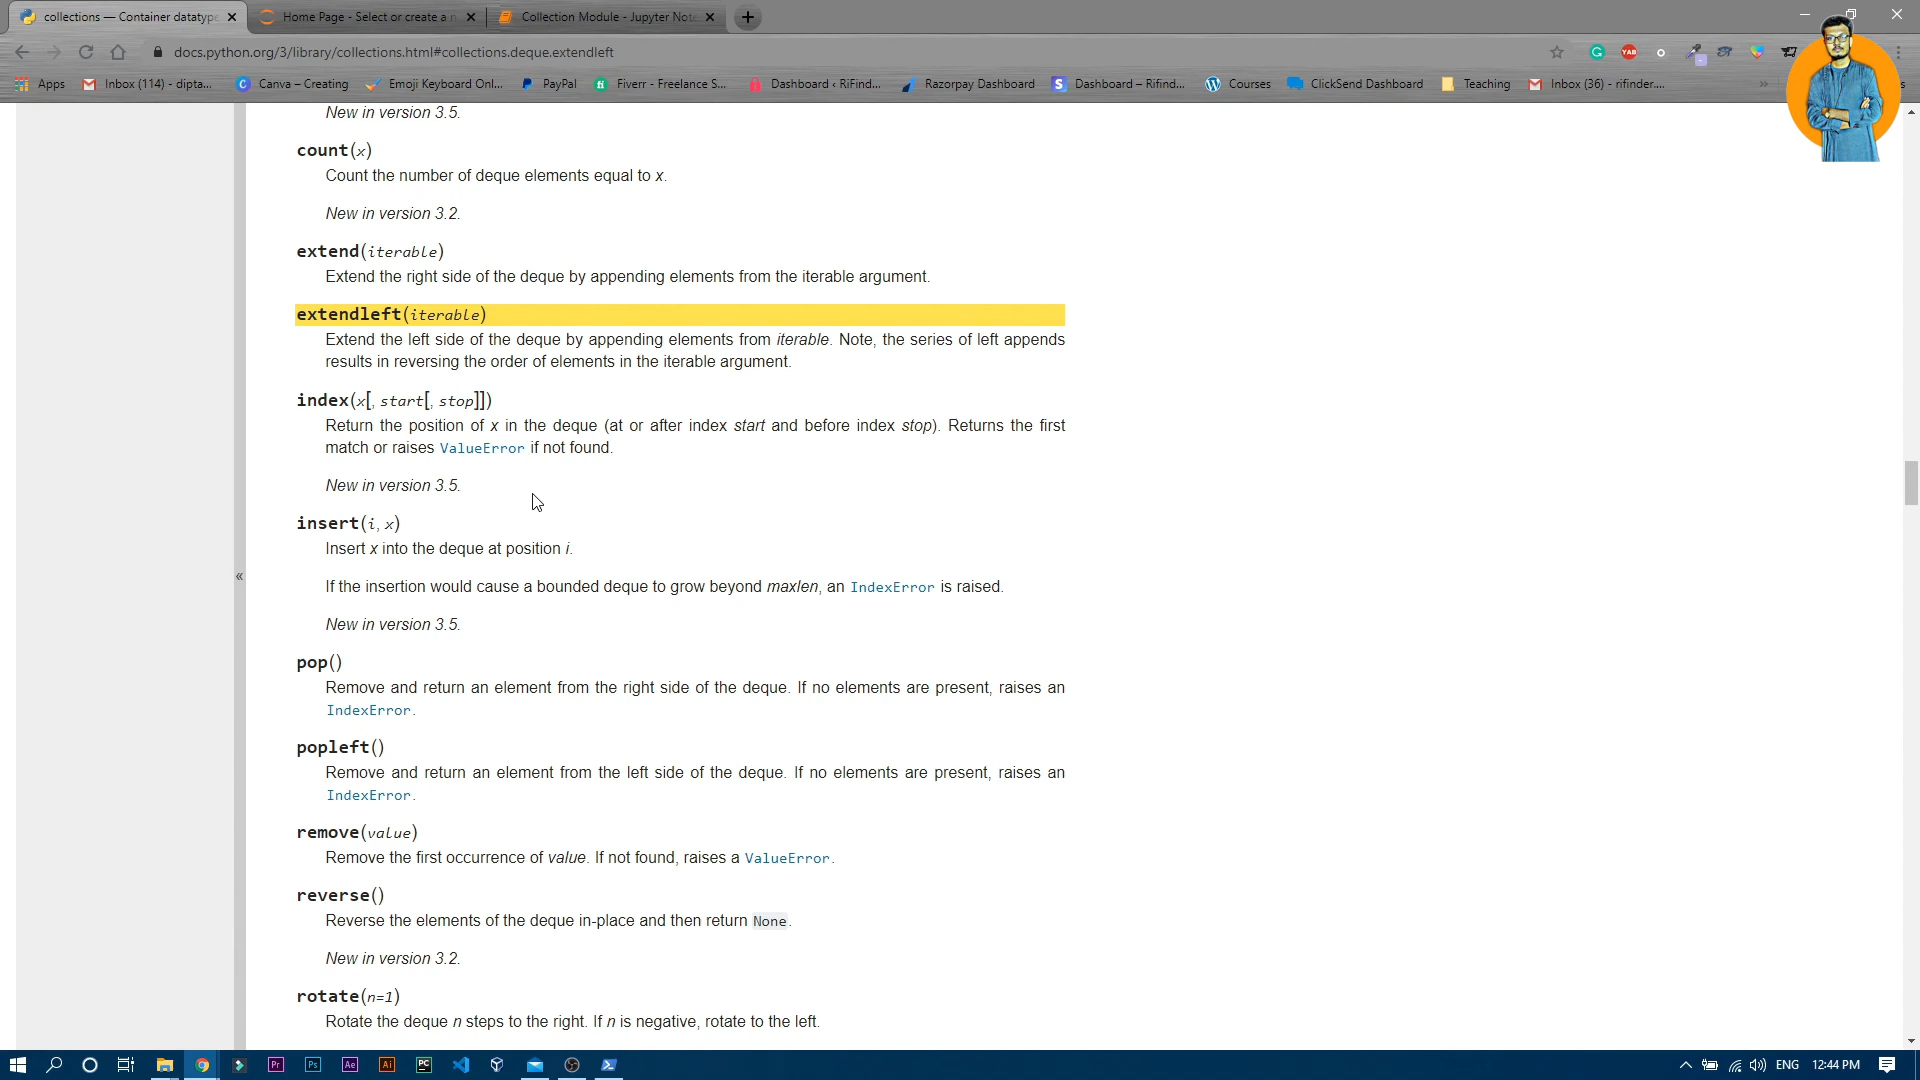 collections — Container datatype
Home Page - Select or create a n
Collection Module - Jupyter Note
docs.python.org/3/library/collections.html#collections.deque.extendleft
Apps
Inbox (114) - dipta...
Canva – Creating
Emoji Keyboard Onl...
PayPal
Fiverr - Freelance S...
Dashboard ‹ RiFind...
Razorpay Dashboard
Dashboard – Rifind...
Courses
ClickSend Dashboard
Teaching
Inbox (36) - rifinder....
New in version 3.5.
count(x)
Count the number of deque elements equal to x.
New in version 3.2.
extend(iterable)
Extend the right side of the deque by appending elements from the iterable argument.
extendleft(iterable)
Extend the left side of the deque by appending elements from iterable. Note, the series of left appends
results in reversing the order of elements in the iterable argument.
index(x[, start[, stop]])
Return the position of x in the deque (at or after index start and before index stop). Returns the first
match or raises ValueError if not found.
New in version 3.5.
insert(i, x)
Insert x into the deque at position i.
«
If the insertion would cause a bounded deque to grow beyond maxlen, an IndexError is raised.
New in version 3.5.
pop()
Remove and return an element from the right side of the deque. If no elements are present, raises an
IndexError.
popleft()
Remove and return an element from the left side of the deque. If no elements are present, raises an
IndexError.
remove(value)
Remove the first occurrence of value. If not found, raises a ValueError.
reverse()
Reverse the elements of the deque in-place and then return None.
New in version 3.2.
rotate(n=1)
Rotate the deque n steps to the right. If n is negative, rotate to the left.
Pr
Ps
Ae
Ai
PC
ENG
12:44 PM